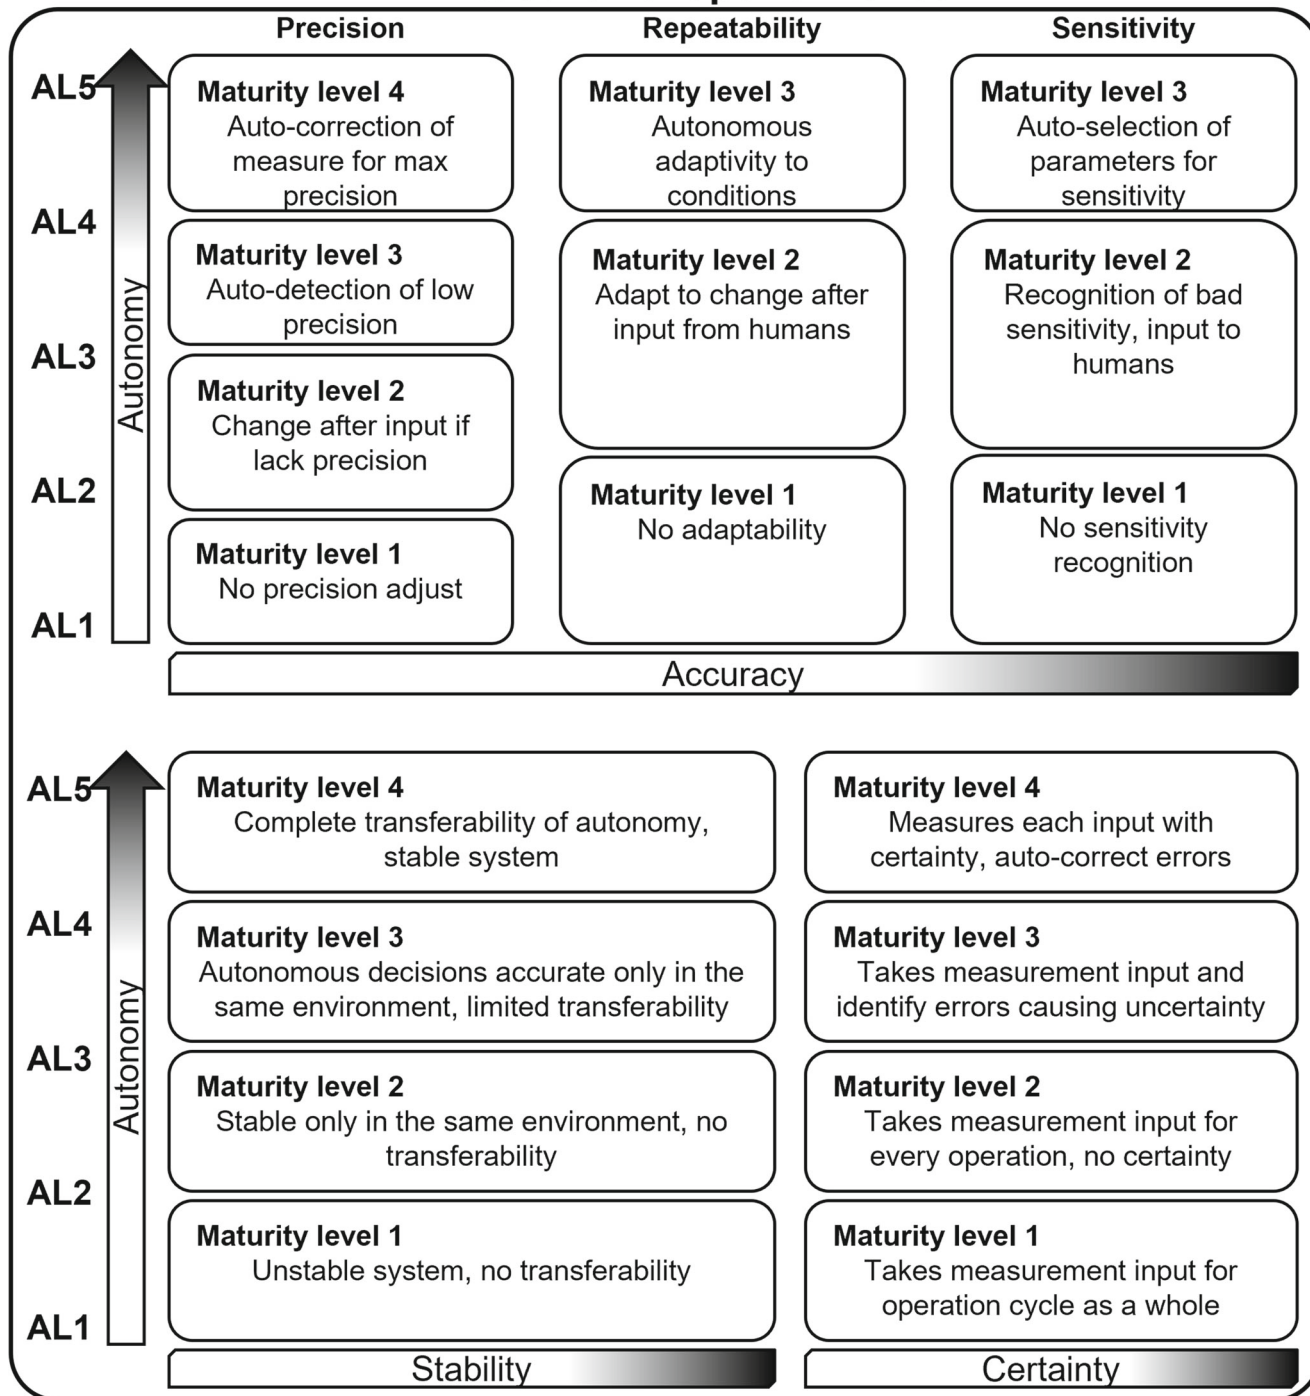 Precision
Repeatability
Sensitivity
AL5
AL4
AL3
AL2
AL1
Autonomy
Maturity level 4
Auto-correction of
measure for max
precision
Maturity level 3
Auto-detection of low
precision
Maturity level 2
Change after input if
lack precision
Maturity level 1
No precision adjust
Maturity level 3
Autonomous
adaptivity to
conditions
Maturity level 2
Adapt to change after
input from humans
Maturity level 1
No adaptability
Maturity level 3
Auto-selection of
parameters for
sensitivity
Maturity level 2
Recognition of bad
sensitivity, input to
humans
Maturity level 1
No sensitivity
recognition
Accuracy
AL5
AL4
AL3
AL2
AL1
Autonomy
Maturity level 4
Complete transferability of autonomy,
stable system
Maturity level 3
Autonomous decisions accurate only in the
same environment, limited transferability
Maturity level 2
Stable only in the same environment, no
transferability
Maturity level 1
Unstable system, no transferability
Stability
Maturity level 4
Measures each input with
certainty, auto-correct errors
Maturity level 3
Takes measurement input and
identify errors causing uncertainty
Maturity level 2
Takes measurement input for
every operation, no certainty
Maturity level 1
Takes measurement input for
operation cycle as a whole
Certainty